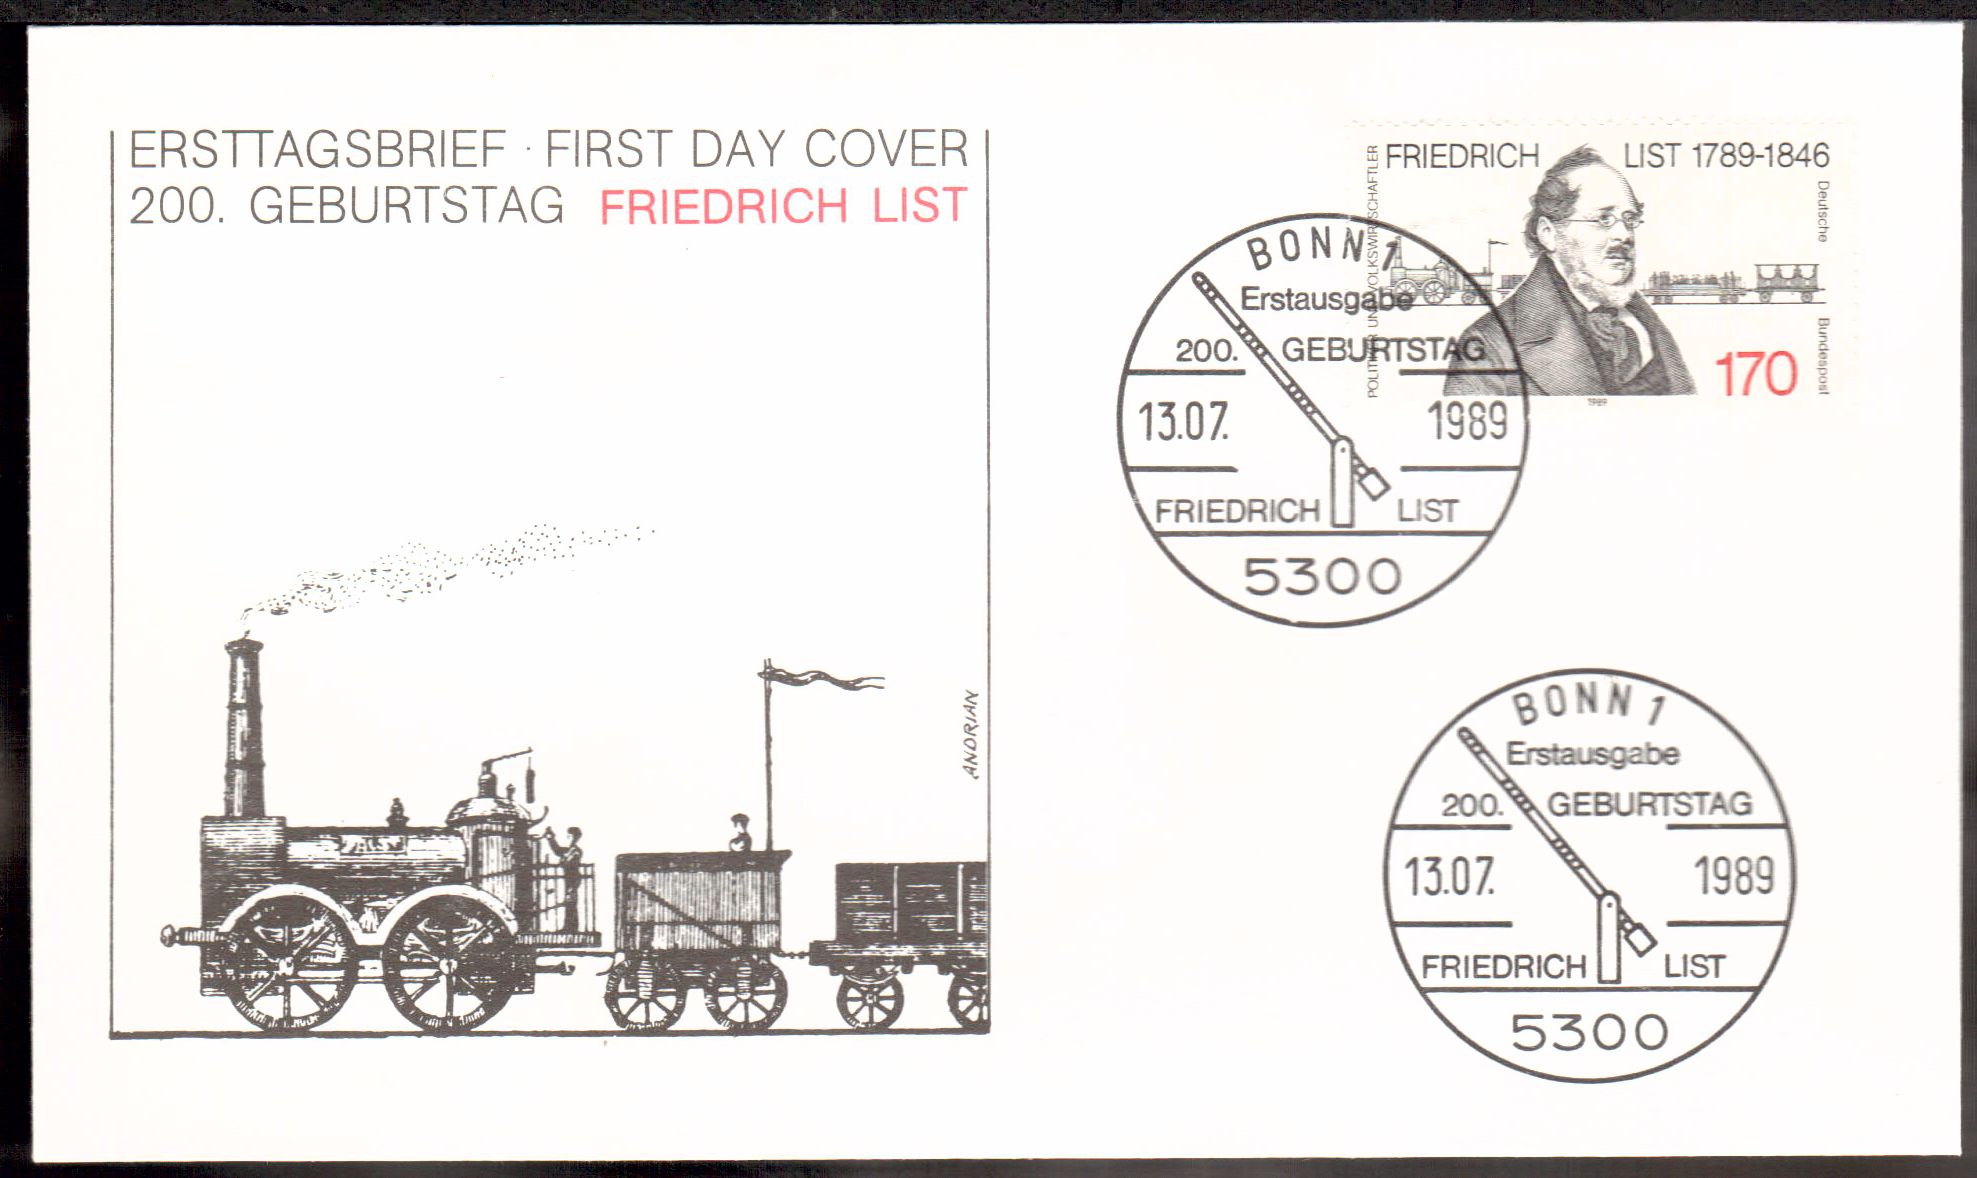 ERSTTAGSBRIEF · FIRST DAY COVER
200. GEBURTSTAG FRIEDRICH LIST
ANDRIAN
FRIEDRICH LIST 1789-1846
POLITIKER UND VOLKSWIRTSCHAFTLER
Deutsche Bundespost
170
1989
BONN 1
Erstausgabe
200. GEBURTSTAG
13.07. 1989
FRIEDRICH LIST
5300
BONN 1
Erstausgabe
200. GEBURTSTAG
13.07. 1989
FRIEDRICH LIST
5300